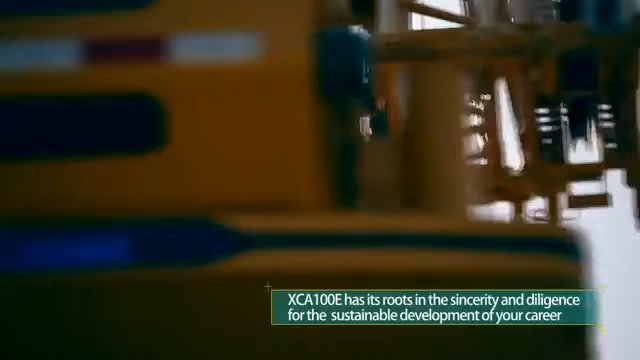 XCA100E has its roots in the sincerity and diligence
for the sustainable development of your career